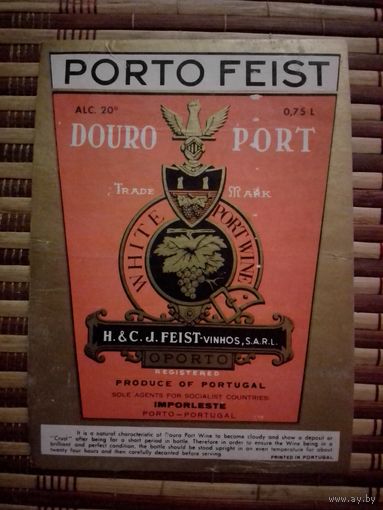 PORTO FEIST
ALC. 20º 0,75 L
DOURO PORT
TRADE MARK
WHITE PORT WINE
H. & C. J. FEIST-VINHOS, S.A.R.L.
OPORTO
REGISTERED
PRODUCE OF PORTUGAL
SOLE AGENTS FOR SOCIALIST COUNTRIES:
IMPORLESTE
PORTO—PORTUGAL
It is a natural characteristic of Douro Port Wine to become cloudy and show a deposit or
"Crust" after being for a short period in bottle. Therefore in order to ensure the Wine being in a
brilliant and perfect condition, the bottle should be stood upright in an even temperature for about
twenty four hours and then carefully decanted before serving.
PRINTED IN PORTUGAL
www.ay.by